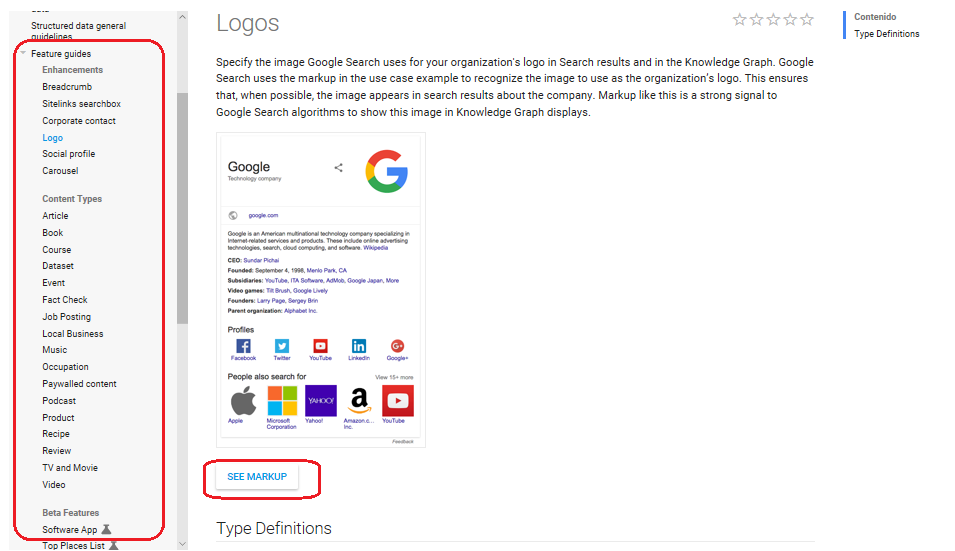 data
Structured data general
guidelines
Feature guides
Enhancements
Breadcrumb
Sitelinks searchbox
Corporate contact
Logo
Social profile
Carousel
Content Types
Article
Book
Course
Dataset
Event
Fact Check
Job Posting
Local Business
Music
Occupation
Paywalled content
Podcast
Product
Recipe
Review
TV and Movie
Video
Beta Features
Software App
Top Places List
Logos
Specify the image Google Search uses for your organization's logo in Search results and in the Knowledge Graph. Google
Search uses the markup in the use case example to recognize the image to use as the organization's logo. This ensures
that, when possible, the image appears in search results about the company. Markup like this is a strong signal to
Google Search algorithms to show this image in Knowledge Graph displays.
Google
Technology company
google.com
Google is an American multinational technology company specializing in
Internet-related services and products. These include online advertising
technologies, search, cloud computing, and software. Wikipedia
CEO: Sundar Pichai
Founded: September 4, 1998, Menlo Park, CA
Subsidiaries: YouTube, ITA Software, AdMob, Google Japan, More
Video games: Tilt Brush, Google Lively
Founders: Larry Page, Sergey Brin
Parent organization: Alphabet Inc.
Profiles
Facebook Twitter YouTube LinkedIn Google+
People also search for View 15+ more
YAHOO!
Apple Microsoft Corporation Yahoo! Amazon.c... Inc. YouTube
Feedback
SEE MARKUP
Type Definitions
Contenido
Type Definitions